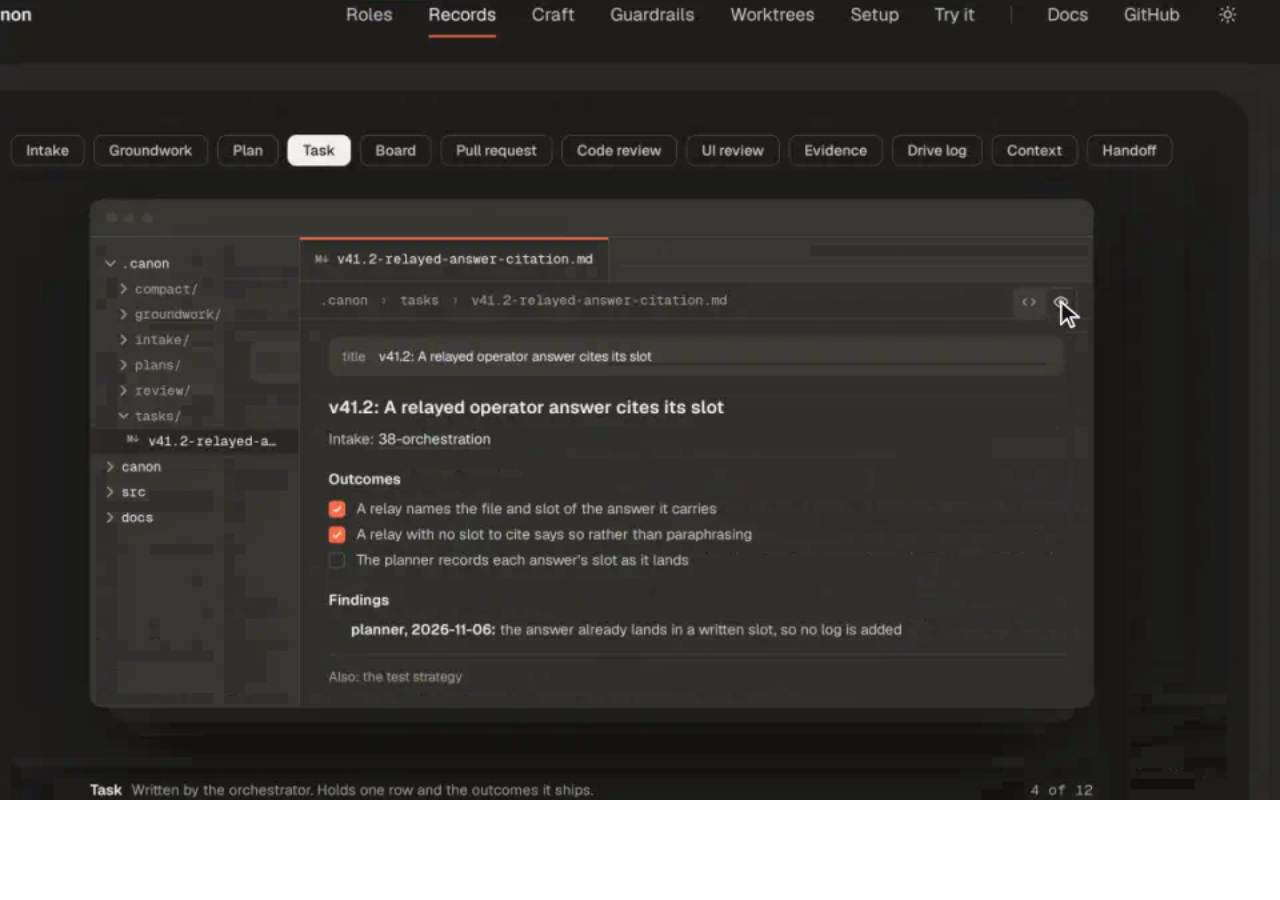 non
Roles Records Craft Guardrails Worktrees Setup Try it Docs GitHub
Intake Groundwork Plan Task Board Pull request Code review UI review Evidence Drive log Context Handoff
.canon
compact/
groundwork/
intake/
plans/
review/
tasks/
v41.2-relayed-a…
canon
src
docs
M↓ v41.2-relayed-answer-citation.md
.canon › tasks › v41.2-relayed-answer-citation.md
title v41.2: A relayed operator answer cites its slot
v41.2: A relayed operator answer cites its slot
Intake: 38-orchestration
Outcomes
A relay names the file and slot of the answer it carries
A relay with no slot to cite says so rather than paraphrasing
The planner records each answer's slot as it lands
Findings
planner, 2026-11-06: the answer already lands in a written slot, so no log is added
Also: the test strategy
Task Written by the orchestrator. Holds one row and the outcomes it ships.
4 of 12